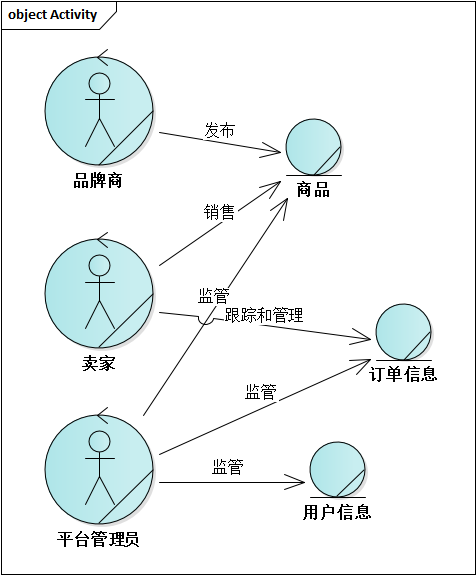 object Activity
发布
品牌商
商品
销售
监管
跟踪和管理
卖家
订单信息
监管
监管
平台管理员
用户信息